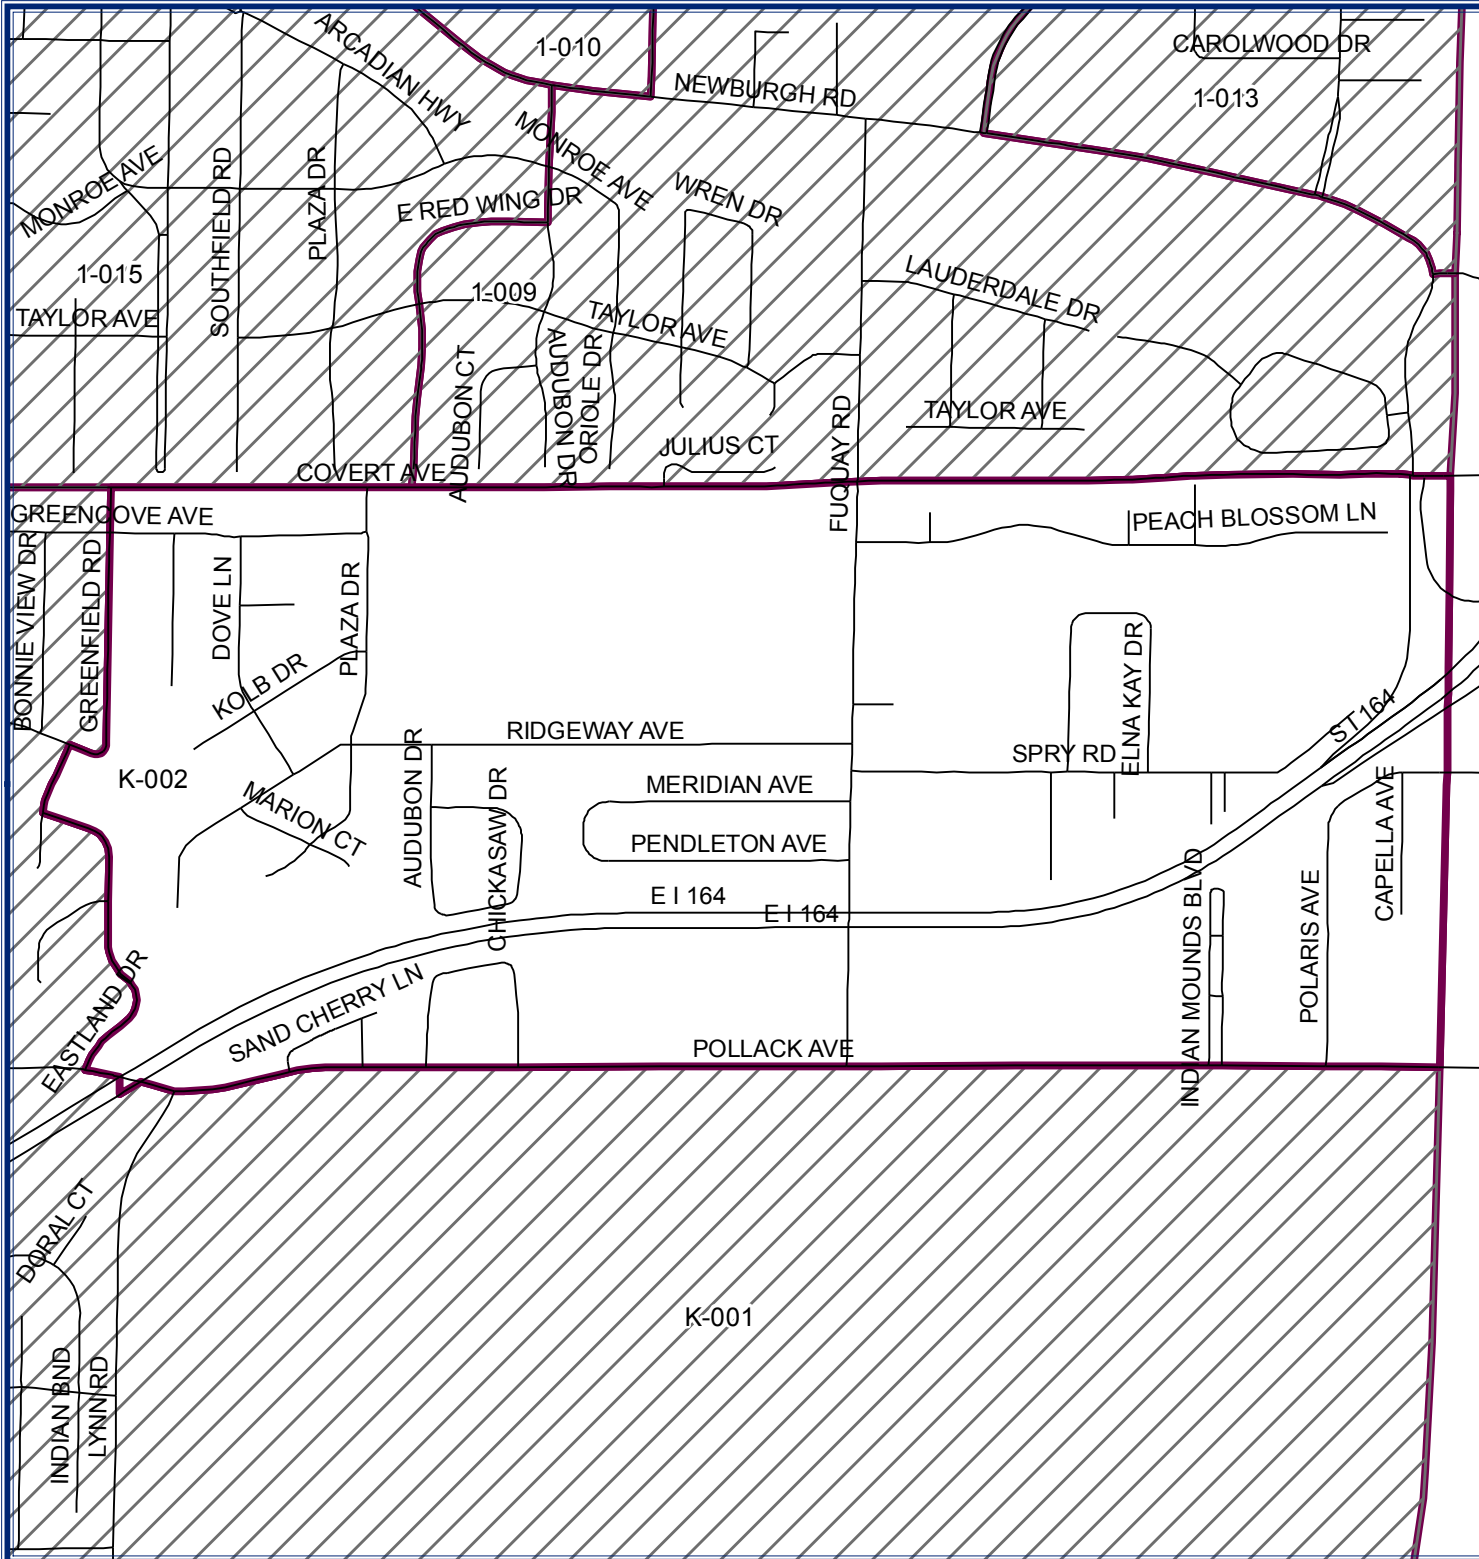 ARCADIAN HWY
1-010
CAROLWOOD DR
NEWBURGH RD
1-013
MONROE AVE
MONROE AVE
SOUTHFIELD RD
PLAZA DR
E RED WING DR
WREN DR
1-015
1-009
LAUDERDALE DR
TAYLOR AVE
TAYLOR AVE
AUDUBON CT
AUDUBON DR
ORIOLE DR
FUQUAY RD
TAYLOR AVE
JULIUS CT
COVERT AVE
GREENCOVE AVE
PEACH BLOSSOM LN
BONNIE VIEW DR
GREENFIELD RD
DOVE LN
PLAZA DR
KOLB DR
ELNA KAY DR
ST 164
RIDGEWAY AVE
SPRY RD
K-002
AUDUBON DR
CHICKASAW DR
MERIDIAN AVE
MARION CT
CAPELLA AVE
PENDLETON AVE
E I 164
E I 164
INDIAN MOUNDS BLVD
POLARIS AVE
EASTLAND DR
SAND CHERRY LN
POLLACK AVE
DORAL CT
K-001
INDIAN BND
LYNN RD